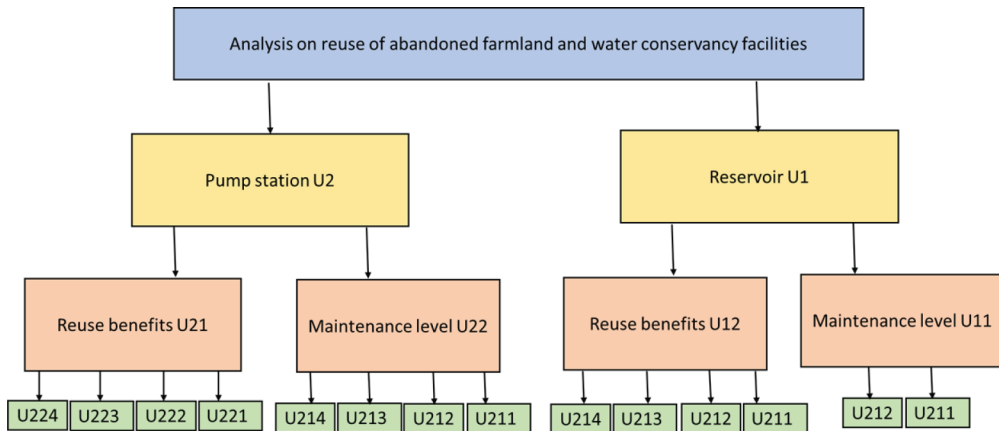 Analysis on reuse of abandoned farmland and water conservancy facilities
Pump station U2
Reservoir U1
Reuse benefits U21
Maintenance level U22
Reuse benefits U12
Maintenance level U11
U224
U223
U222
U221
U214
U213
U212
U211
U214
U213
U212
U211
U212
U211